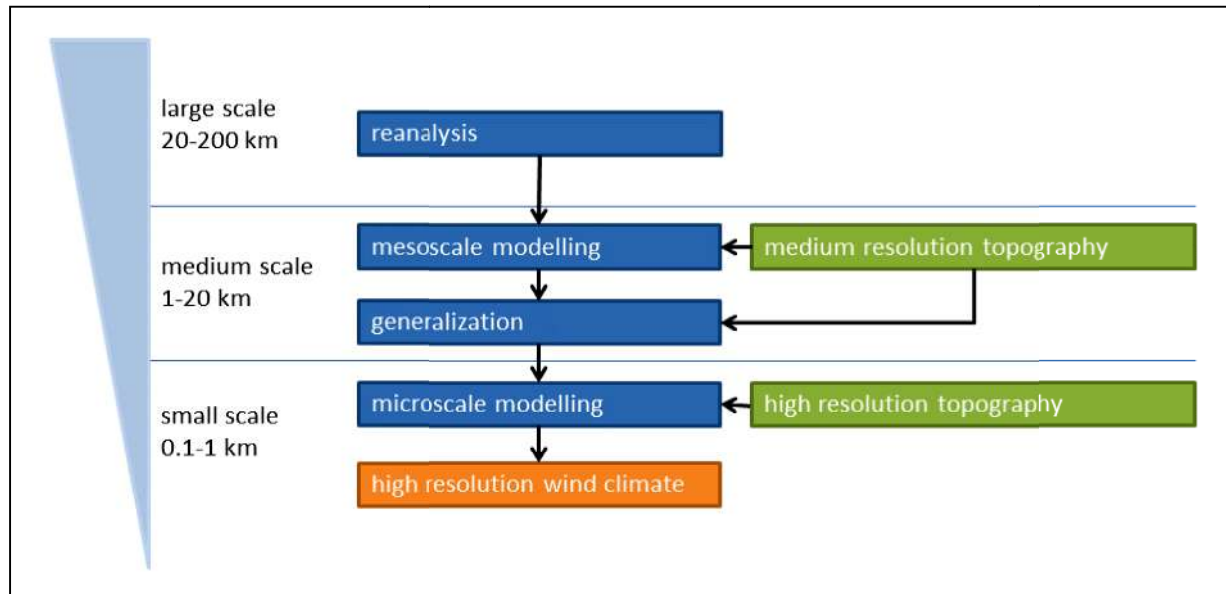 large scale
20-200 km
reanalysis
medium scale
1-20 km
mesoscale modelling
medium resolution topography
generalization
small scale
0.1-1 km
microscale modelling
high resolution topography
high resolution wind climate